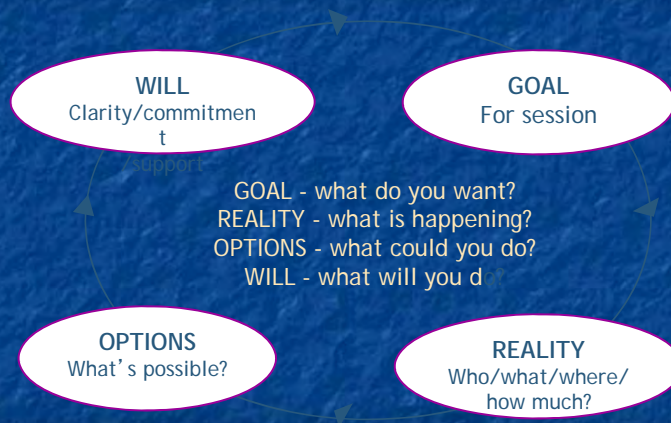 WILL
Clarity/commitmen
t
/support
GOAL
For session
GOAL - what do you want?
REALITY - what is happening?
OPTIONS - what could you do?
WILL - what will you do?
OPTIONS
What's possible?
REALITY
Who/what/where/
how much?